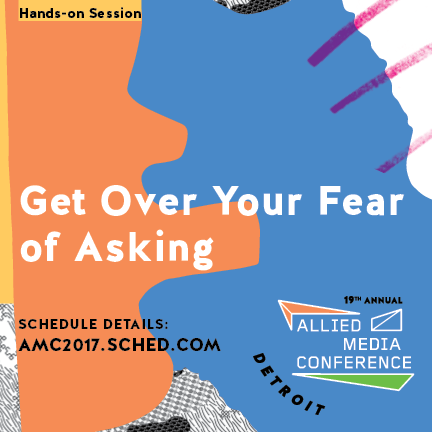 Hands-on Session
Get Over Your Fear
of Asking
SCHEDULE DETAILS:
AMC2017.SCHED.COM
19TH ANNUAL
ALLIED
MEDIA
CONFERENCE
DETROIT